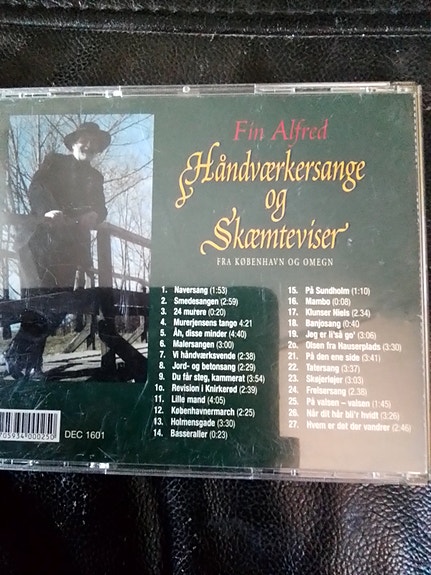 Fin Alfred
Håndværkersange
og
Skæmteviser
FRA KØBENHAVN OG OMEGN
1. Naversang (1:53)
2. Smedesangen (2:59)
3. 24 murere (0:20)
4. Murerjensens tango 4:21
5. Åh, disse minder (4:40)
6. Malersangen (3:00)
7. Vi håndværksvende (2:38)
8. Jord- og betonsang (2:29)
9. Du får steg, kammerat (3:54)
10. Revision i Knirkerød (2:39)
11. Lille mand (4:05)
12. Københavnermarch (2:25)
13. Holmensgade (3:30)
14. Basseraller (0:23)
15. På Sundholm (1:10)
16. Mambo (0:08)
17. Klunser Niels (2:34)
18. Banjosang (0:40
19. Jeg er li'så go' (3:06)
20. Olsen fra Hauserplads (3:30)
21. På den ene side (3:41)
22. Tatersang (3:37)
23. Skøjerlejer (3:03)
24. Frelsersang (2:38)
25. På valsen - valsen (1:45)
26. Når dit hår bli'r hvidt (3:26)
27. Hvem er det der vandrer (2:46)
705934000250
DEC 1601